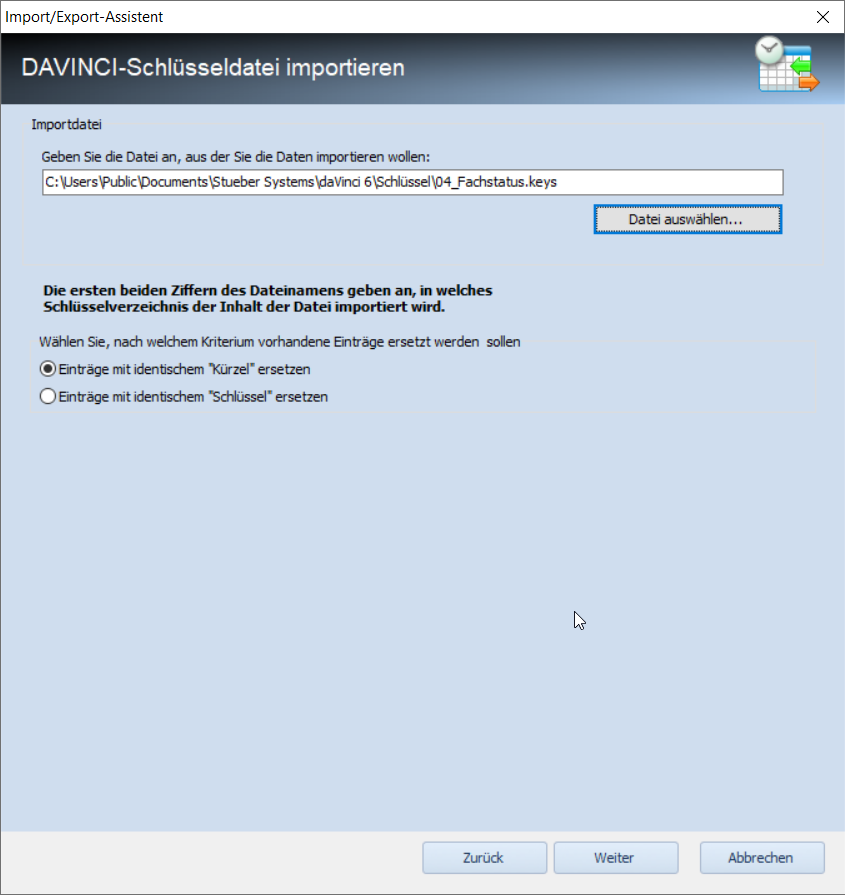 Import/Export-Assistent
DAVINCI-Schlüsseldatei importieren
Importdatei
Geben Sie die Datei an, aus der Sie die Daten importieren wollen:
C:\Users\Public\Documents\Stueber Systems\daVinci 6\Schlüssel\04_Fachstatus.keys
Datei auswählen...
Die ersten beiden Ziffern des Dateinamens geben an, in welches
Schlüsselverzeichnis der Inhalt der Datei importiert wird.
Wählen Sie, nach welchem Kriterium vorhandene Einträge ersetzt werden  sollen
Einträge mit identischem "Kürzel" ersetzen
Einträge mit identischem "Schlüssel" ersetzen
Zurück
Weiter
Abbrechen